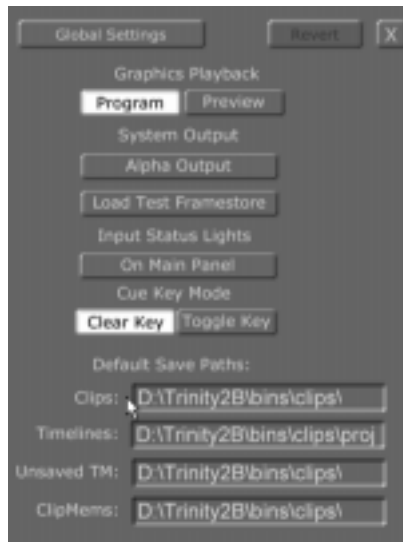 Global Settings Revert X
Graphics Playback
Program Preview
System Output
Alpha Output
Load Test Framestore
Input Status Lights
On Main Panel
Cue Key Mode
Clear Key Toggle Key
Default Save Paths:
Clips: D:\Trinity2B\bins\clips\
Timelines: D:\Trinity2B\bins\clips\proj
Unsaved TM: D:\Trinity2B\bins\clips\
ClipMems: D:\Trinity2B\bins\clips\